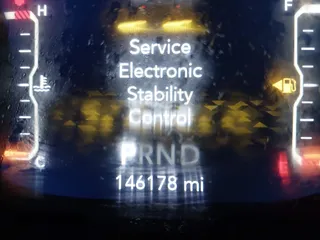 F
H
Service
Electronic
Stability
Control
PRND
C
146178 mi